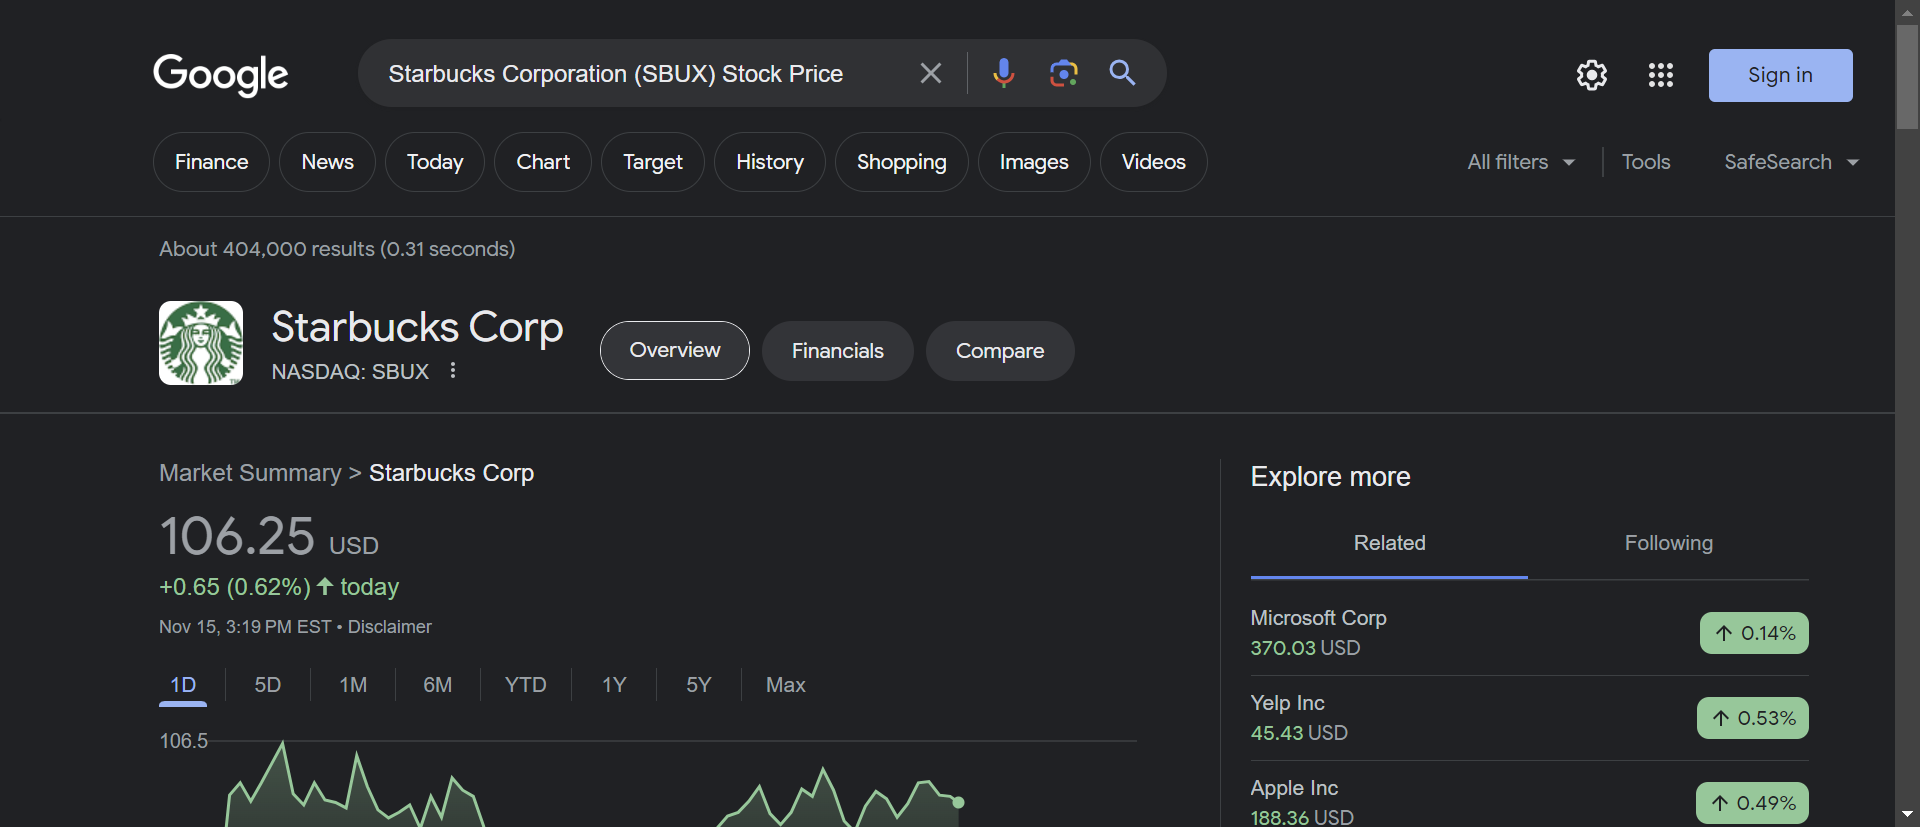 Google
Starbucks Corporation (SBUX) Stock Price
Sign in
Finance
News
Today
Chart
Target
History
Shopping
Images
Videos
All filters
Tools
SafeSearch
About 404,000 results (0.31 seconds)
Starbucks Corp
NASDAQ: SBUX
Overview
Financials
Compare
Market Summary > Starbucks Corp
106.25 USD
+0.65 (0.62%) today
Nov 15, 3:19 PM EST • Disclaimer
1D
5D
1M
6M
YTD
1Y
5Y
Max
106.5
Explore more
Related
Following
Microsoft Corp
370.03 USD
0.14%
Yelp Inc
45.43 USD
0.53%
Apple Inc
188.36 USD
0.49%